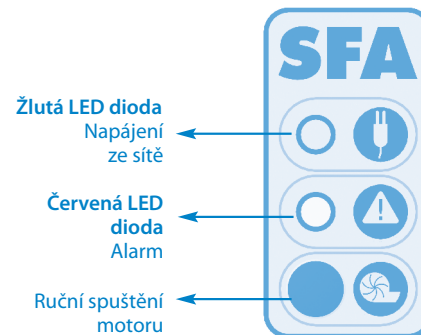 SFA
Žlutá LED dioda
Napájení
ze sítě
Červená LED
dioda
Alarm
Ruční spuštění
motoru